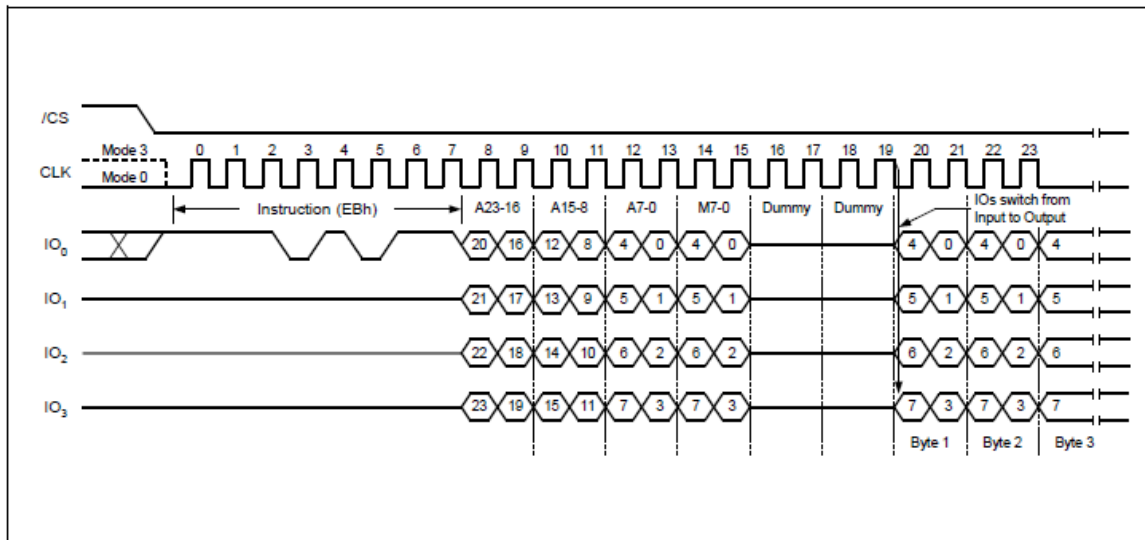 /CS
Mode 3 0 1 2 3 4 5 6 7 8 9 10 11 12 13 14 15 16 17 18 19 20 21 22 23
CLK
Mode 0
Instruction (EBh) A23-16 A15-8 A7-0 M7-0 Dummy Dummy
IOs switch from
Input to Output
IO0 20 16 12 8 4 0 4 0 4 0 4 0 4
IO1 21 17 13 9 5 1 5 1 5 1 5 1 5
IO2 22 18 14 10 6 2 6 2 6 2 6 2 6
IO3 23 19 15 11 7 3 7 3 7 3 7 3 7
Byte 1 Byte 2 Byte 3